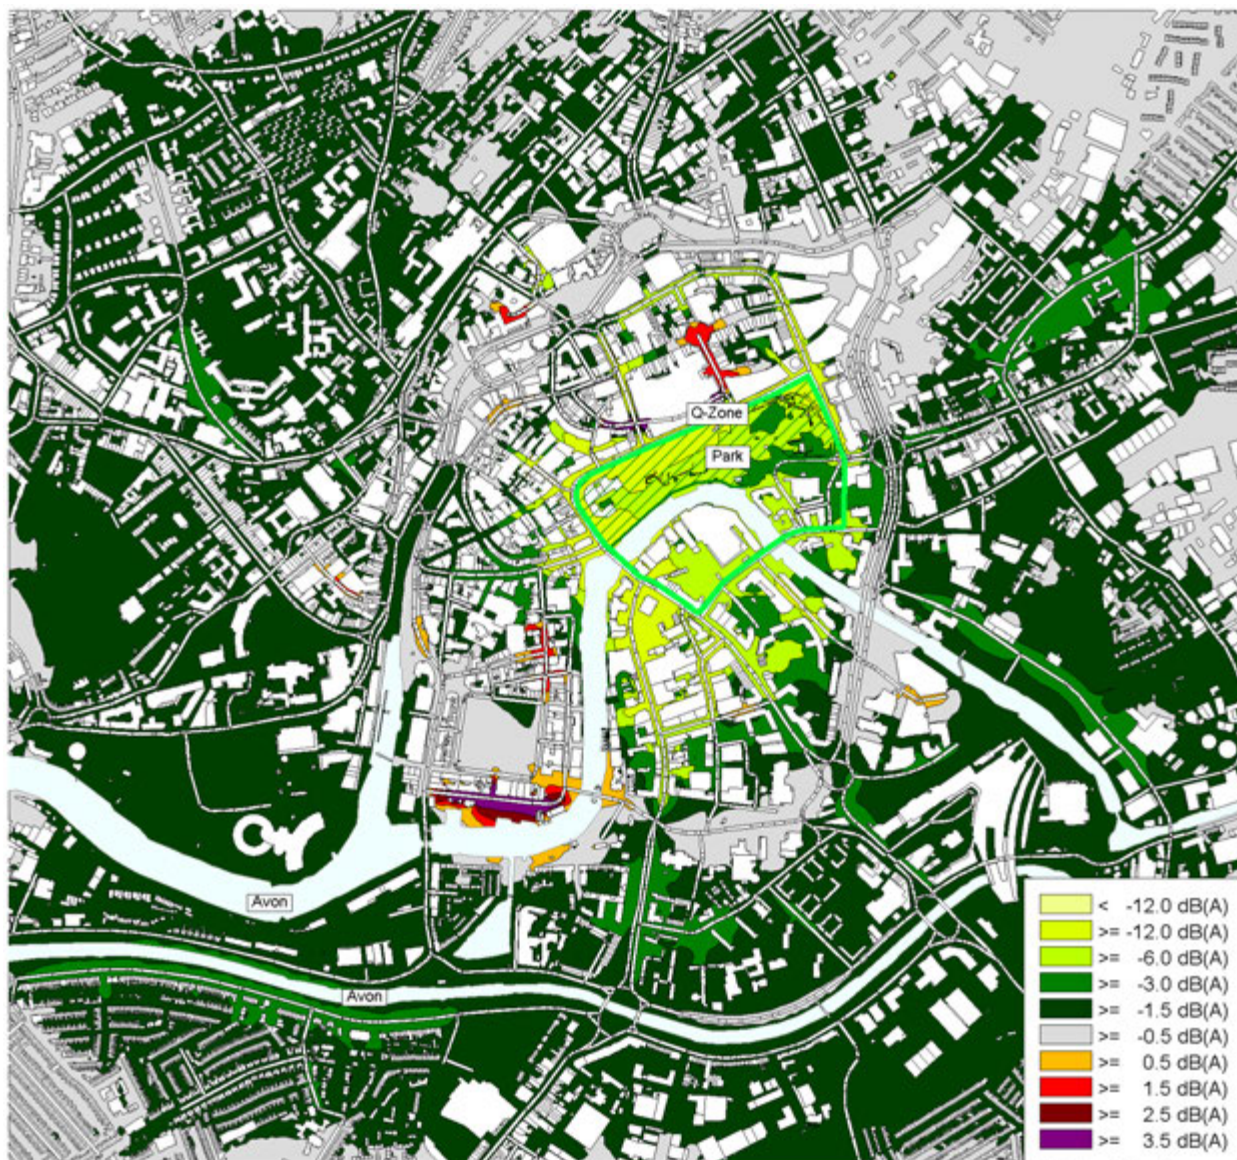 Q-Zone
Park
Avon
Avon
< -12.0 dB(A)
>= -12.0 dB(A)
>= -6.0 dB(A)
>= -3.0 dB(A)
>= -1.5 dB(A)
>= -0.5 dB(A)
>= 0.5 dB(A)
>= 1.5 dB(A)
>= 2.5 dB(A)
>= 3.5 dB(A)